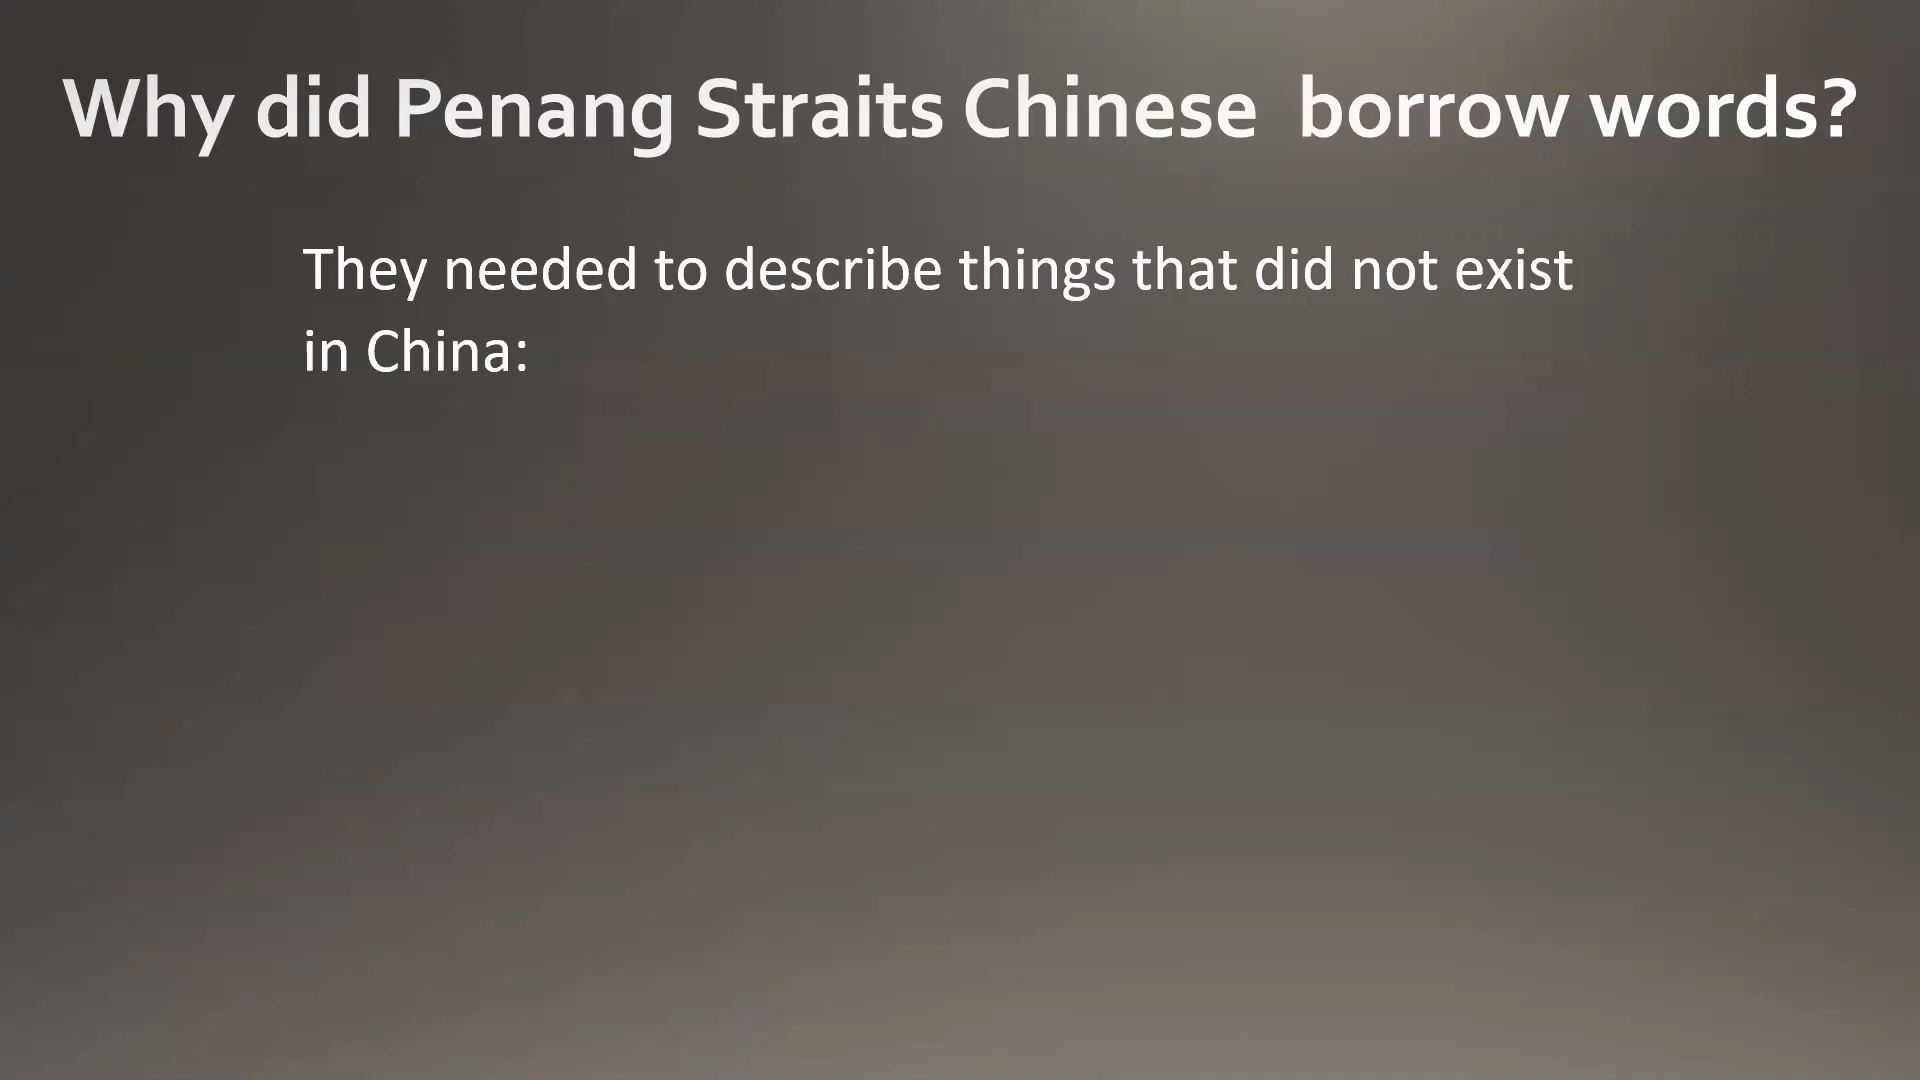 Why did Penang Straits Chinese  borrow words?
They needed to describe things that did not exist
in China: